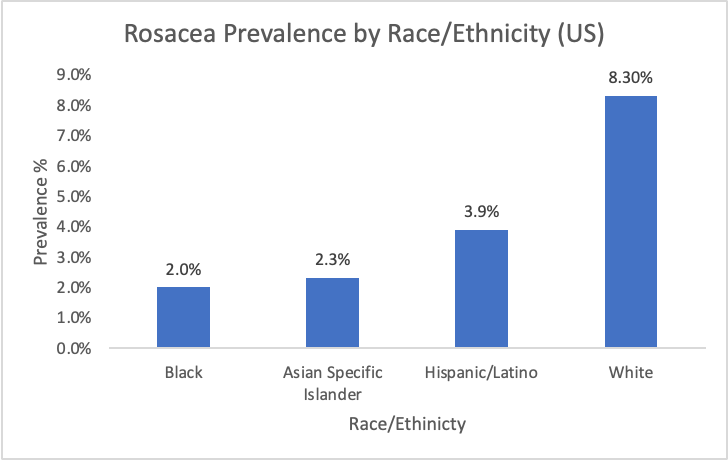 Rosacea Prevalence by Race/Ethnicity (US)
9.0%
8.0%
7.0%
6.0%
5.0%
4.0%
3.0%
2.0%
1.0%
0.0%
Prevalence %
2.0%
2.3%
3.9%
8.30%
Black
Asian Specific
Islander
Hispanic/Latino
White
Race/Ethinicty